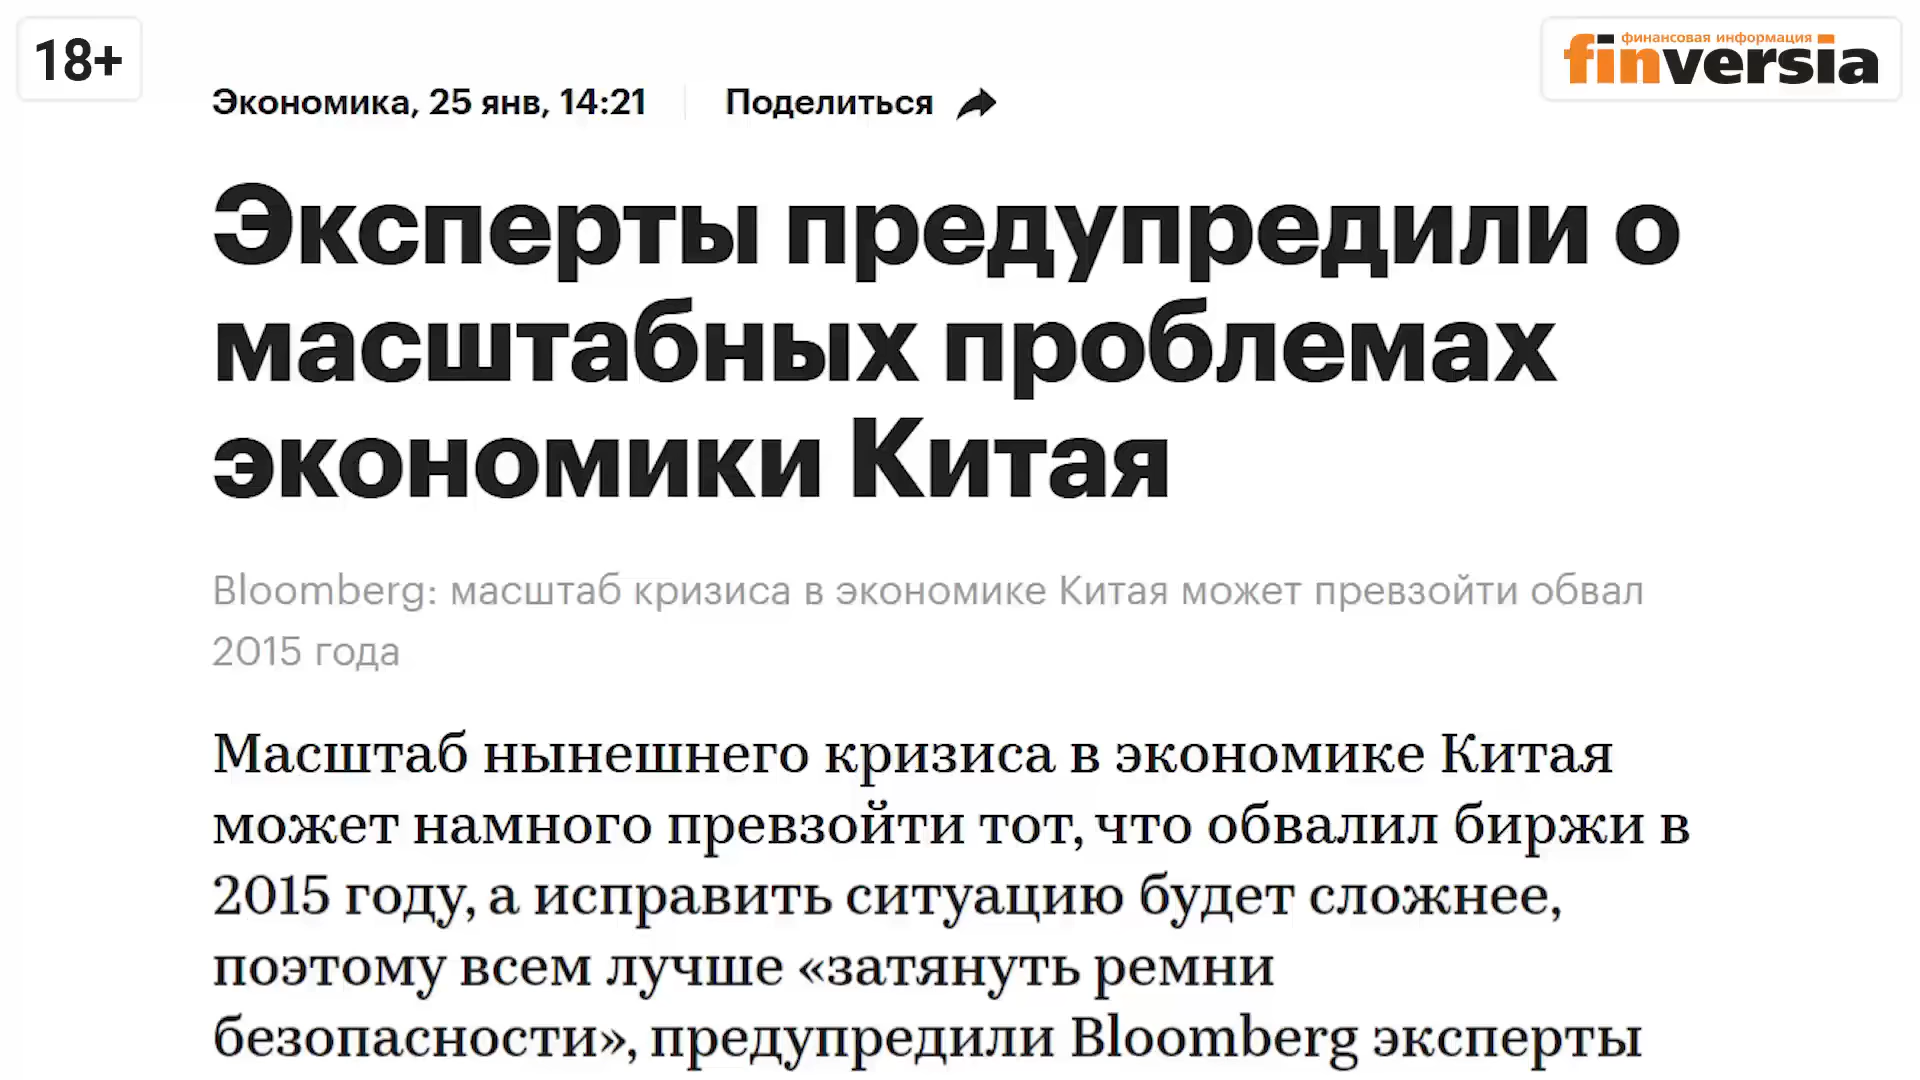 18+
финансовая информация
finversia
Экономика, 25 янв, 14:21
Поделиться
Эксперты предупредили о
масштабных проблемах
экономики Китая
Bloomberg: масштаб кризиса в экономике Китая может превзойти обвал
2015 года
Масштаб нынешнего кризиса в экономике Китая
может намного превзойти тот, что обвалил биржи в
2015 году, а исправить ситуацию будет сложнее,
поэтому всем лучше «затянуть ремни
безопасности», предупредили Bloomberg эксперты